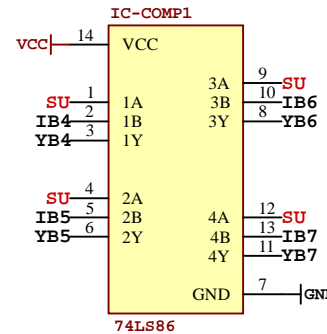 IC-COMP1
VCC 14 VCC
3A 9 SU
SU 1 1A
3B 10 IB6
IB4 2 1B
3Y 8 YB6
YB4 3 1Y
SU 4 2A
4A 12 SU
IB5 5 2B
4B 13 IB7
YB5 6 2Y
4Y 11 YB7
GND 7
74LS86